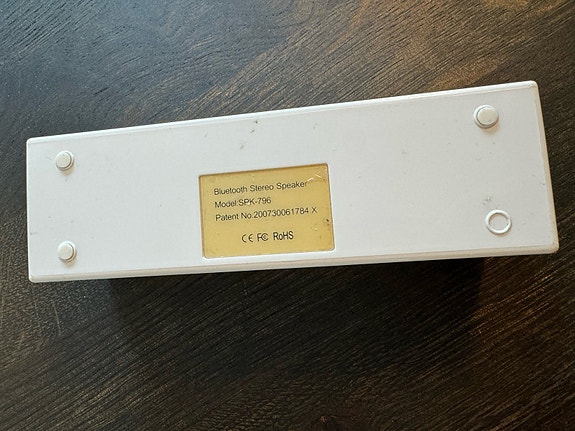 Bluetooth Stereo Speaker
Model:SPK-796
Patent No:200730061784.X
CE FC RoHS